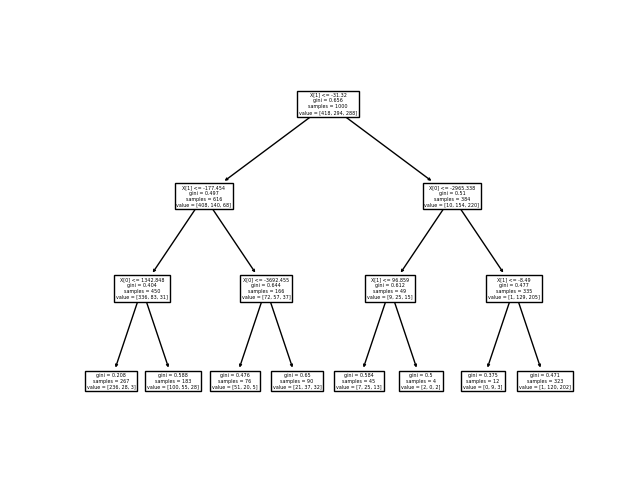 X[1] <= -31.32
gini = 0.656
samples = 1000
value = [418, 294, 288]
X[1] <= -177.454
gini = 0.497
samples = 616
value = [408, 140, 68]
X[0] <= -2965.338
gini = 0.51
samples = 384
value = [10, 154, 220]
X[0] <= 1342.848
gini = 0.404
samples = 450
value = [336, 83, 31]
X[0] <= -3692.455
gini = 0.644
samples = 166
value = [72, 57, 37]
X[1] <= 96.859
gini = 0.612
samples = 49
value = [9, 25, 15]
X[1] <= -8.49
gini = 0.477
samples = 335
value = [1, 129, 205]
gini = 0.208
samples = 267
value = [236, 28, 3]
gini = 0.588
samples = 183
value = [100, 55, 28]
gini = 0.476
samples = 76
value = [51, 20, 5]
gini = 0.65
samples = 90
value = [21, 37, 32]
gini = 0.584
samples = 45
value = [7, 25, 13]
gini = 0.5
samples = 4
value = [2, 0, 2]
gini = 0.375
samples = 12
value = [0, 9, 3]
gini = 0.471
samples = 323
value = [1, 120, 202]